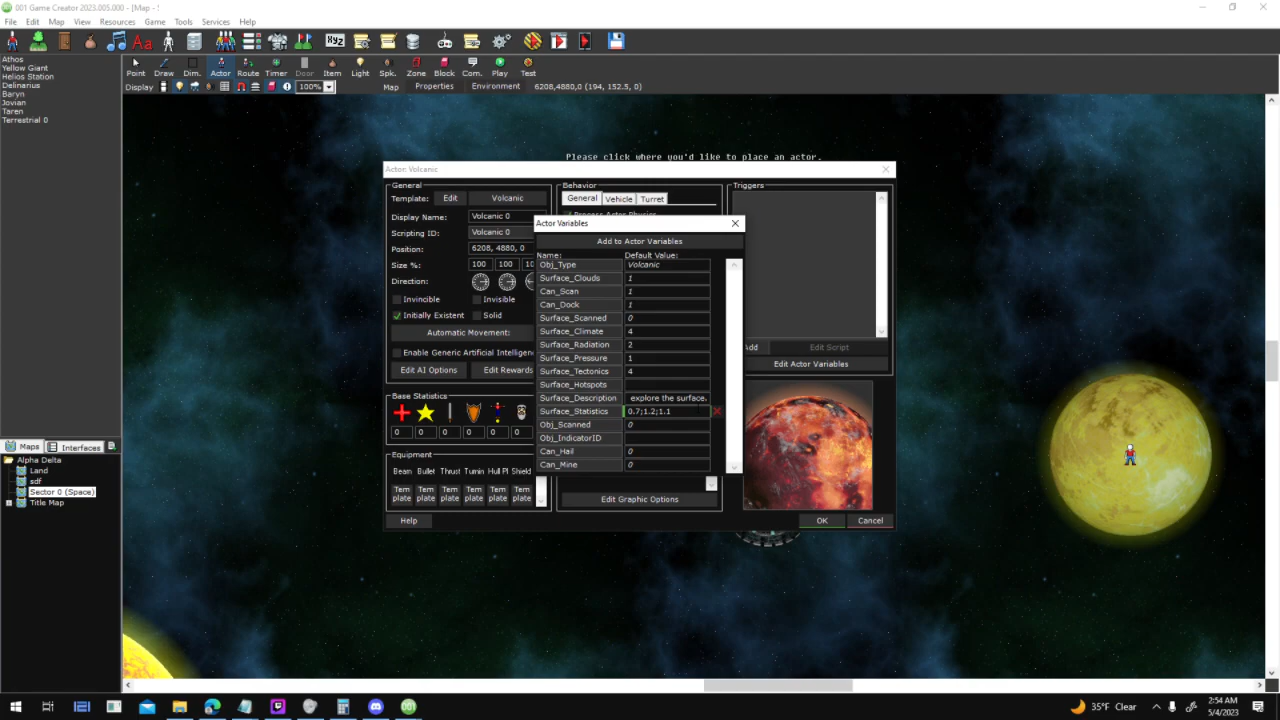 001 Game Creator 2023.005.000 - [Map - :
File Edit Map View Resources Game Tools Services Help
Aa xyz
Athos
Yellow Giant
Helios Station
Delinarius
Baryn
Jovian
Taren
Terrestrial 0
Point Draw Dim. Actor Route Timer Door Item Light Spk. Zone Block Com. Play Test
Display 100% Map Properties Environment 6208,4880,0 (194, 152.5, 0)
Please click where you'd like to place an actor.
Actor: Volcanic
General
Template: Edit Volcanic
Display Name: Volcanic 0
Scripting ID: Volcanic 0
Position: 6208, 4880, 0
Size %: 100 100
Direction:
Invincible Invisible
Initially Existent Solid
Automatic Movement:
Enable Generic Artificial Intelligen
Edit AI Options Edit Rewards
Base Statistics
0 0 0 0 0 0
Equipment
Beam Bullet Thrust Tumin Hull Pl Shield
Tem plate Tem plate Tem plate Tem plate Tem plate Tem plate
Help
Behavior
General Vehicle Turret
Process Actor Physics
Actor Variables
Add to Actor Variables
Name: Default Value:
Obj_Type Volcanic
Surface_Clouds 1
Can_Scan 1
Can_Dock 1
Surface_Scanned 0
Surface_Climate 4
Surface_Radiation 2
Surface_Pressure 1
Surface_Tectonics 4
Surface_Hotspots
Surface_Description explore the surface.
Surface_Statistics 0.7;1.2;1.1
Obj_Scanned 0
Obj_IndicatorID
Can_Hail 0
Can_Mine 0
Edit Graphic Options
Triggers
Add Edit Script
Edit Actor Variables
OK Cancel
Maps Interfaces
Alpha Delta
Land
sdf
Sector 0 (Space)
Title Map
35°F Clear
2:54 AM
5/4/2023